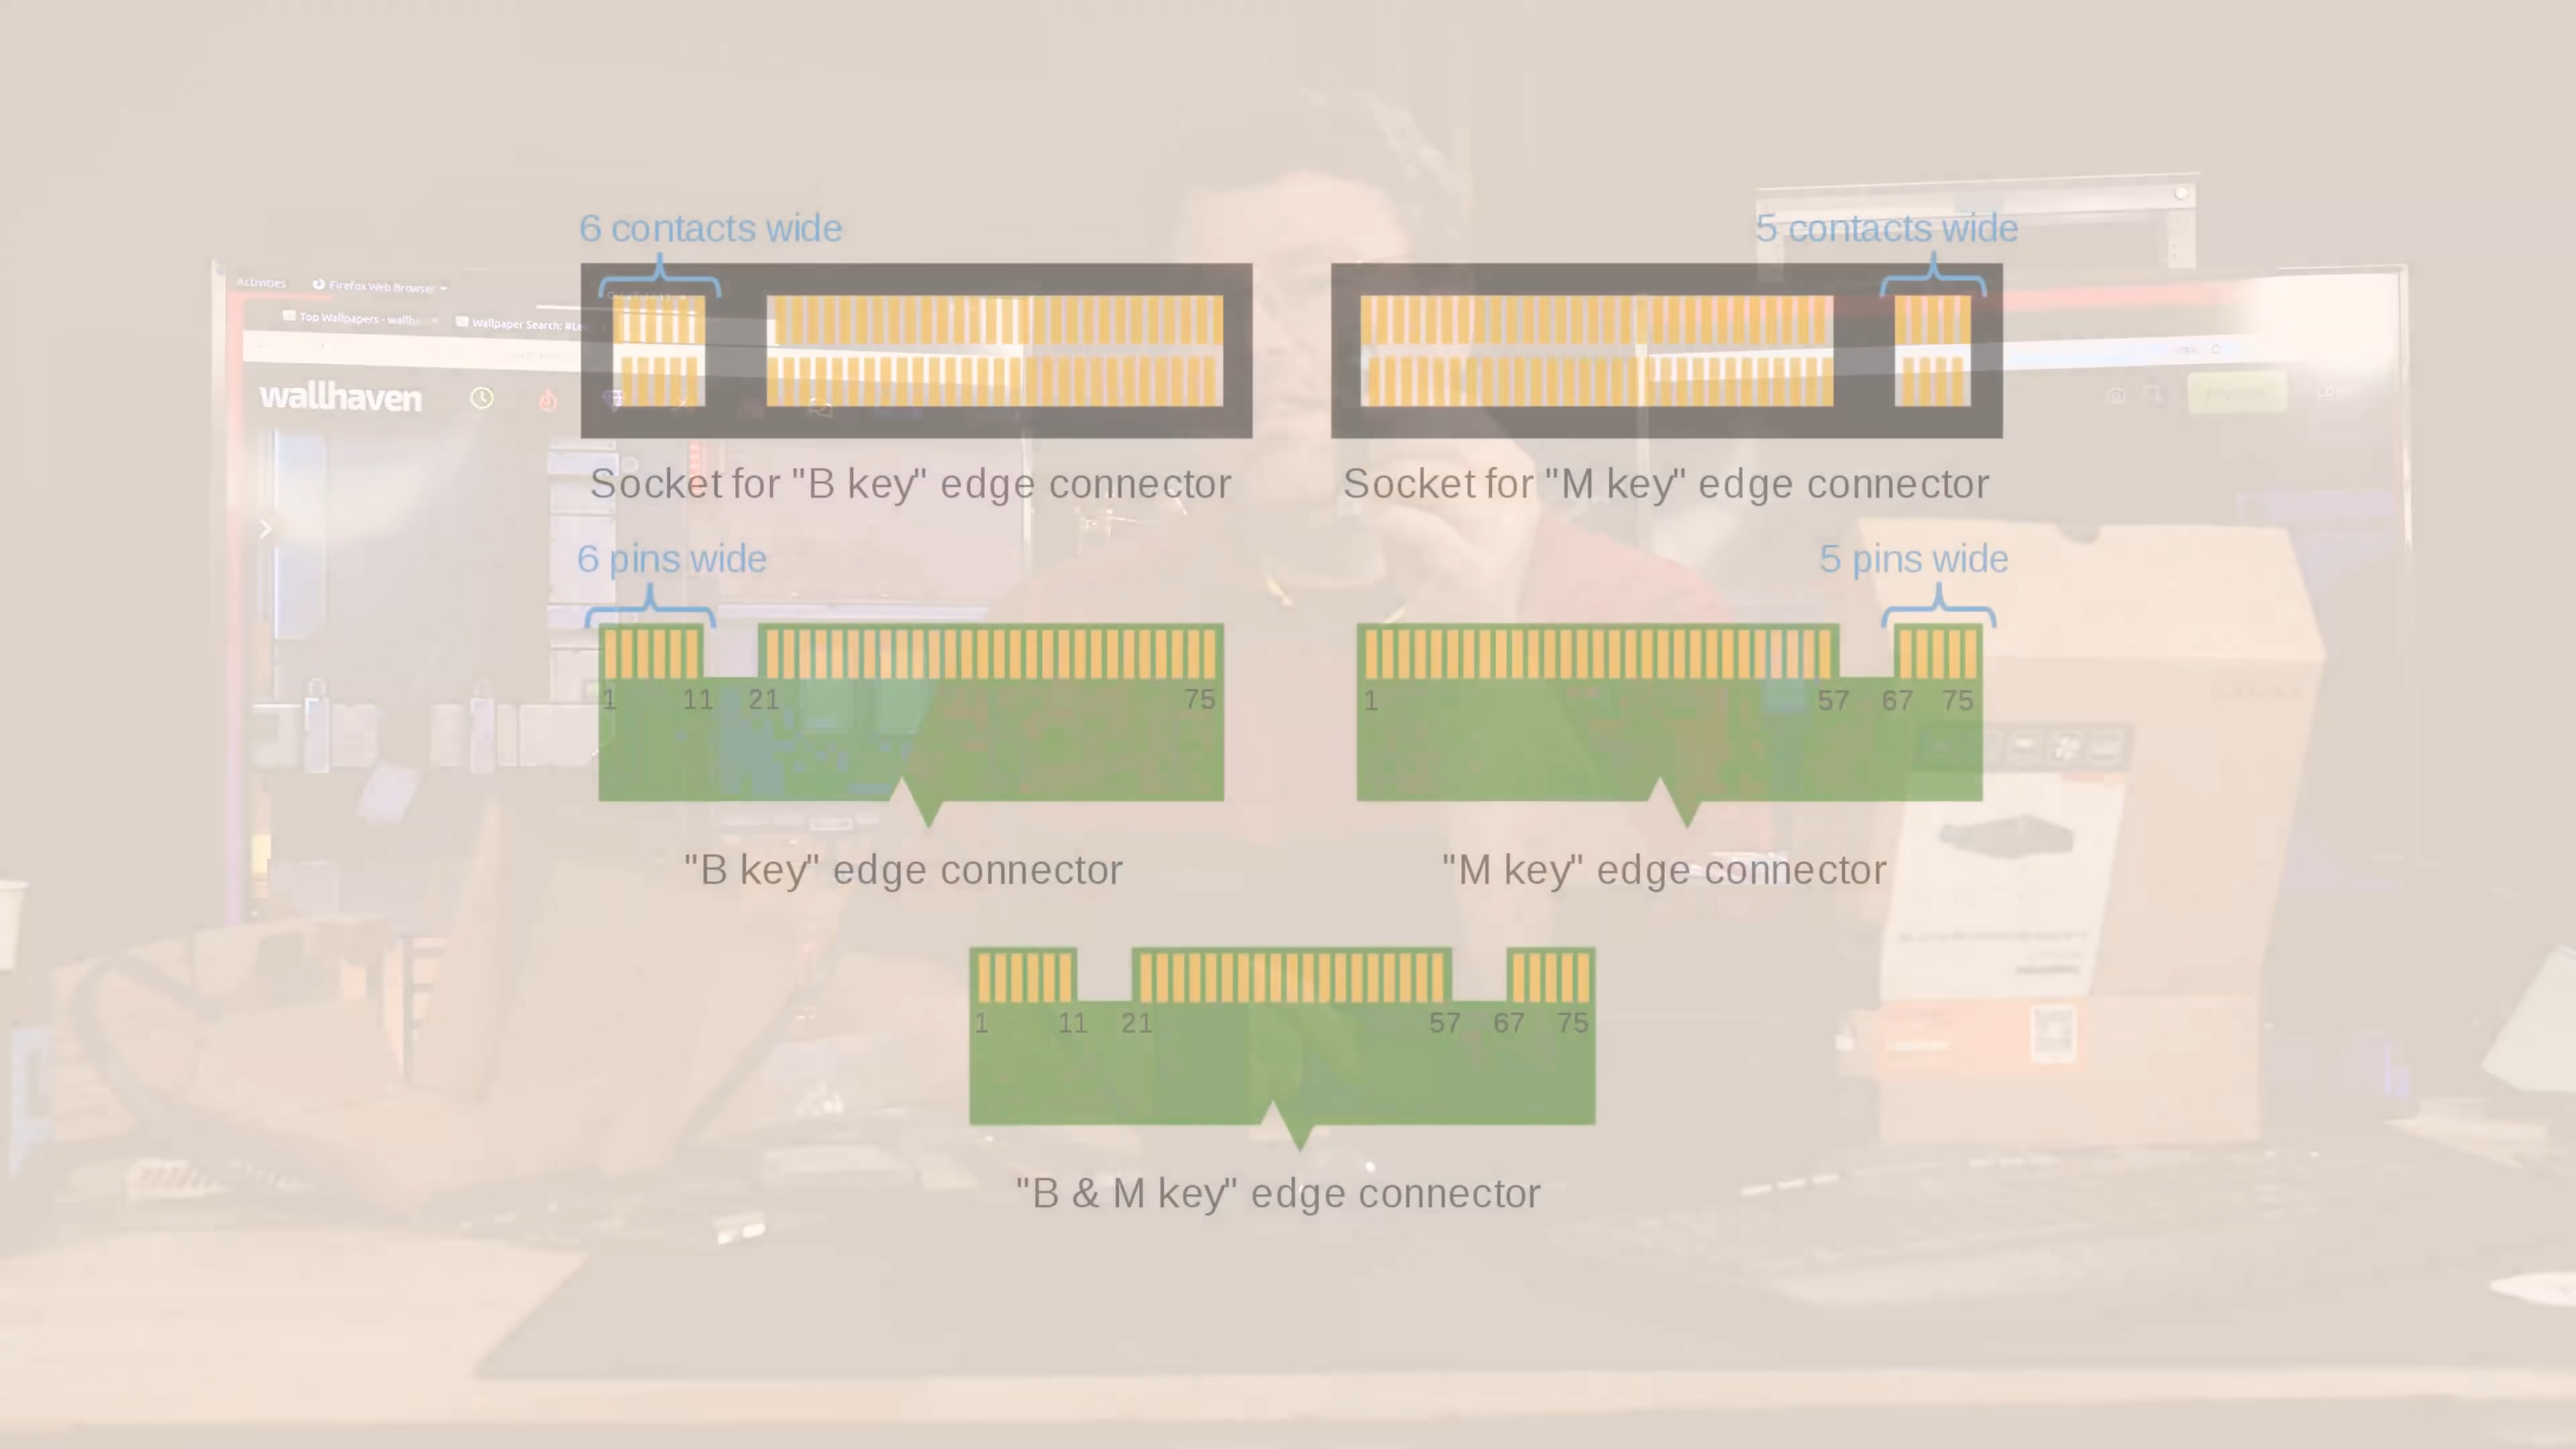 6 contacts wide
5 contacts wide
Activities
Firefox Web Browser
Top Wallpapers - wallha
Wallpaper Search: #Le
wallhaven
Socket for "B key" edge connector
Socket for "M key" edge connector
6 pins wide
5 pins wide
1 11 21 75
1 57 67 75
"B key" edge connector
"M key" edge connector
1 11 21 57 67 75
"B & M key" edge connector